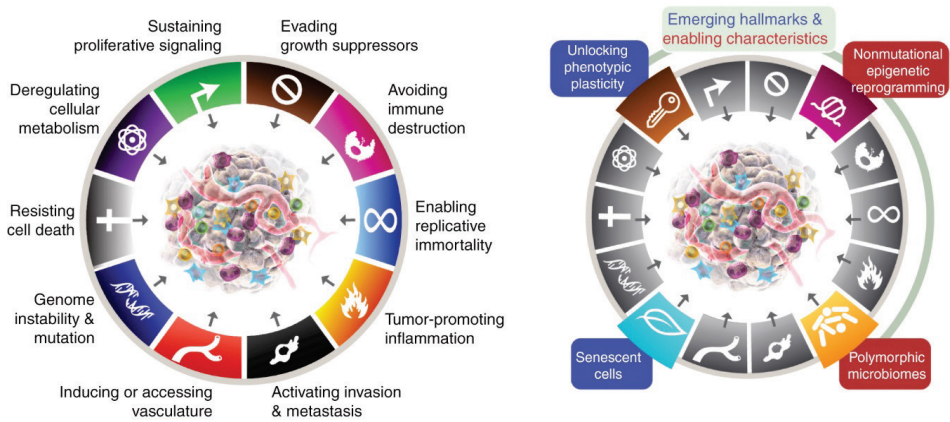 Sustaining
proliferative signaling
Evading
growth suppressors
Avoiding
immune
destruction
Enabling
replicative
immortality
Tumor-promoting
inflammation
Activating invasion
& metastasis
Inducing or accessing
vasculature
Genome
instability &
mutation
Resisting
cell death
Deregulating
cellular
metabolism
Emerging hallmarks &
enabling characteristics
Unlocking
phenotypic
plasticity
Nonmutational
epigenetic
reprogramming
Senescent
cells
Polymorphic
microbiomes